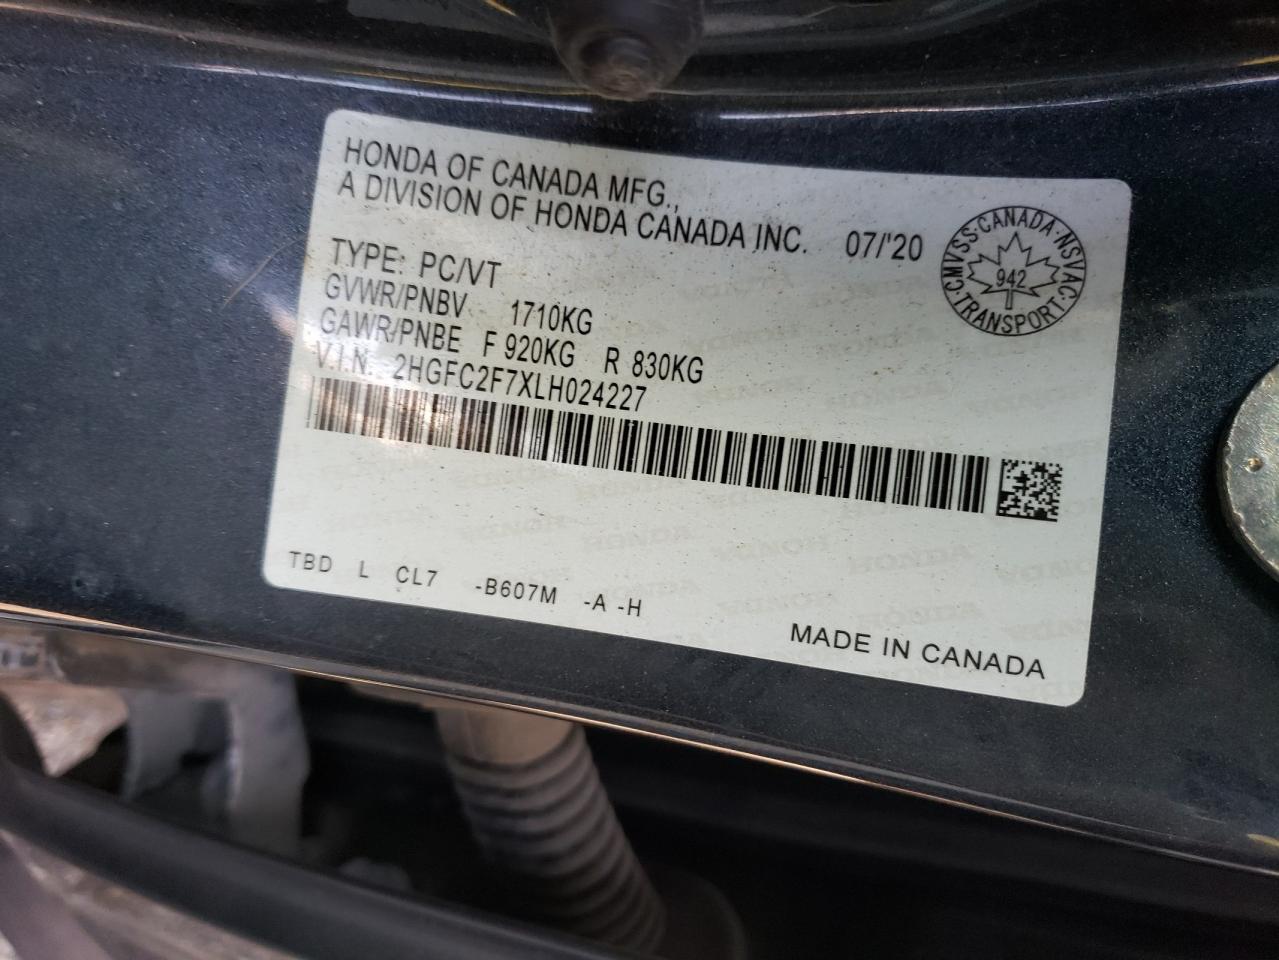 HONDA OF CANADA MFG.,
A DIVISION OF HONDA CANADA INC. 07/'20
CMVSS·CANADA·NSVAC·TRANSPORT·
942
TYPE: PC/VT
GVWR/PNBV 1710KG
GAWR/PNBE F 920KG R 830KG
V.I.N. 2HGFC2F7XLH024227
TBD L CL7 -B607M -A -H
MADE IN CANADA